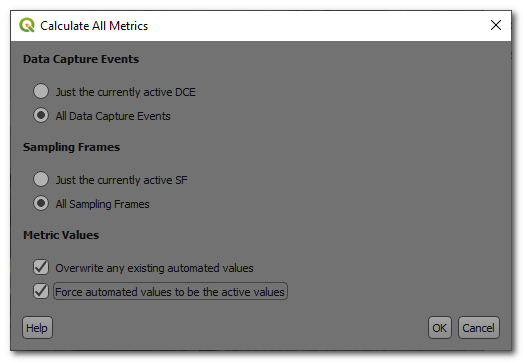 Calculate All Metrics
Data Capture Events
Just the currently active DCE
All Data Capture Events
Sampling Frames
Just the currently active SF
All Sampling Frames
Metric Values
Overwrite any existing automated values
Force automated values to be the active values
Help OK Cancel